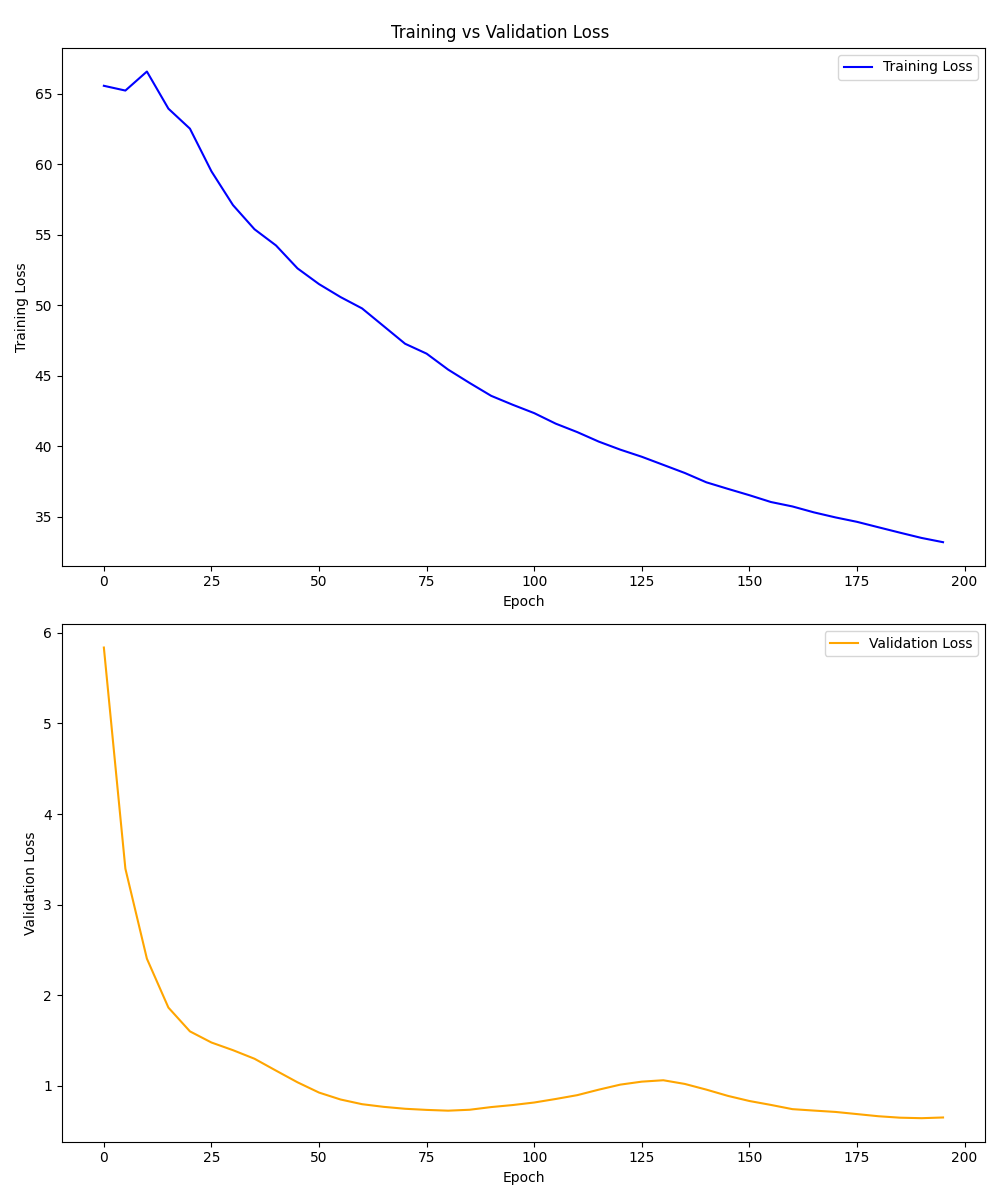 Training vs Validation Loss
Training Loss
65
60
55
50
45
40
35
Training Loss
0 25 50 75 100 125 150 175 200
Epoch
Validation Loss
6
5
4
3
2
1
Validation Loss
0 25 50 75 100 125 150 175 200
Epoch